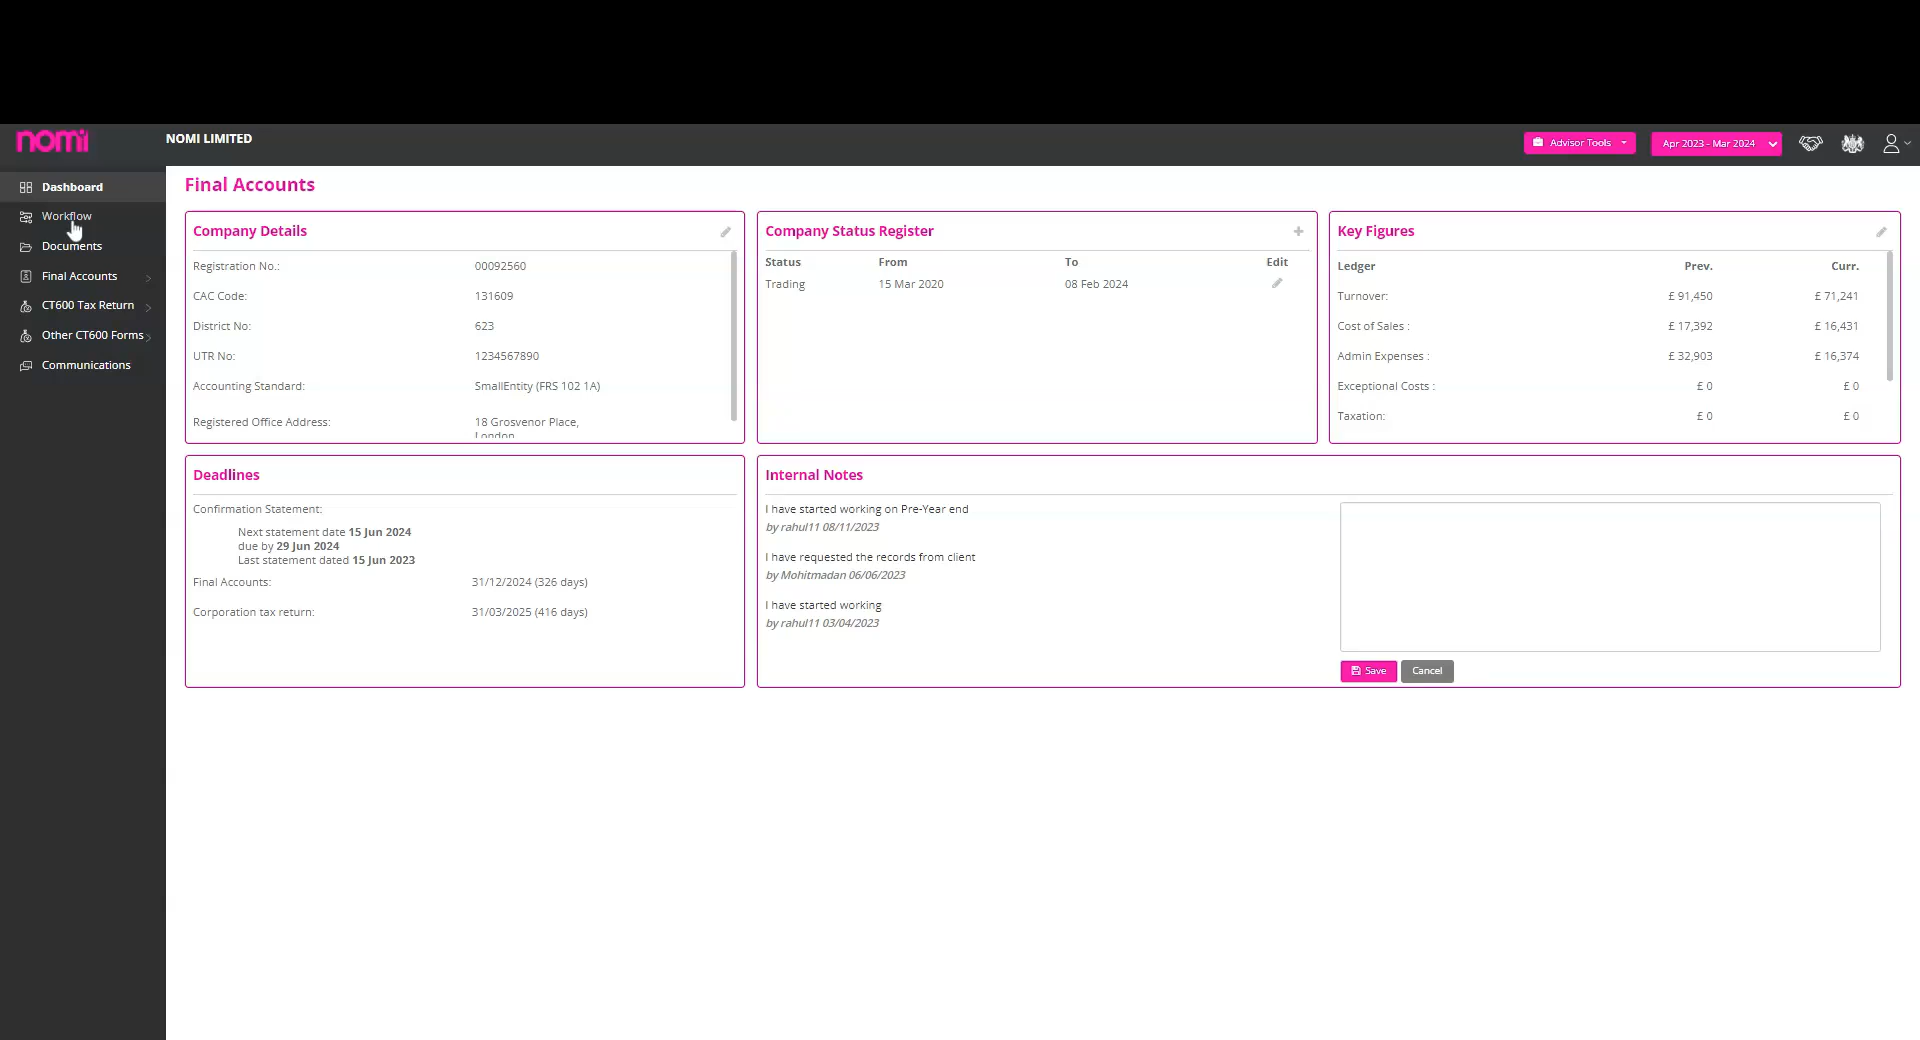 nomi
NOMI LIMITED
Advisor Tools
Apr 2023 - Mar 2024
Dashboard
Workflow
Documents
Final Accounts
CT600 Tax Return
Other CT600 Forms
Communications
Final Accounts
Company Details
Registration No.: 00092560
CAC Code: 131609
District No: 623
UTR No: 1234567890
Accounting Standard: SmallEntity (FRS 102 1A)
Registered Office Address: 18 Grosvenor Place,
London
Company Status Register
Status From To Edit
Trading 15 Mar 2020 08 Feb 2024
Key Figures
Ledger Prev. Curr.
Turnover: £ 91,450 £ 71,241
Cost of Sales : £ 17,392 £ 16,431
Admin Expenses : £ 32,903 £ 16,374
Exceptional Costs : £ 0 £ 0
Taxation: £ 0 £ 0
Deadlines
Confirmation Statement:
Next statement date 15 Jun 2024
due by 29 Jun 2024
Last statement dated 15 Jun 2023
Final Accounts: 31/12/2024 (326 days)
Corporation tax return: 31/03/2025 (416 days)
Internal Notes
I have started working on Pre-Year end
by rahul11 08/11/2023
I have requested the records from client
by Mohitmadan 06/06/2023
I have started working
by rahul11 03/04/2023
Save
Cancel